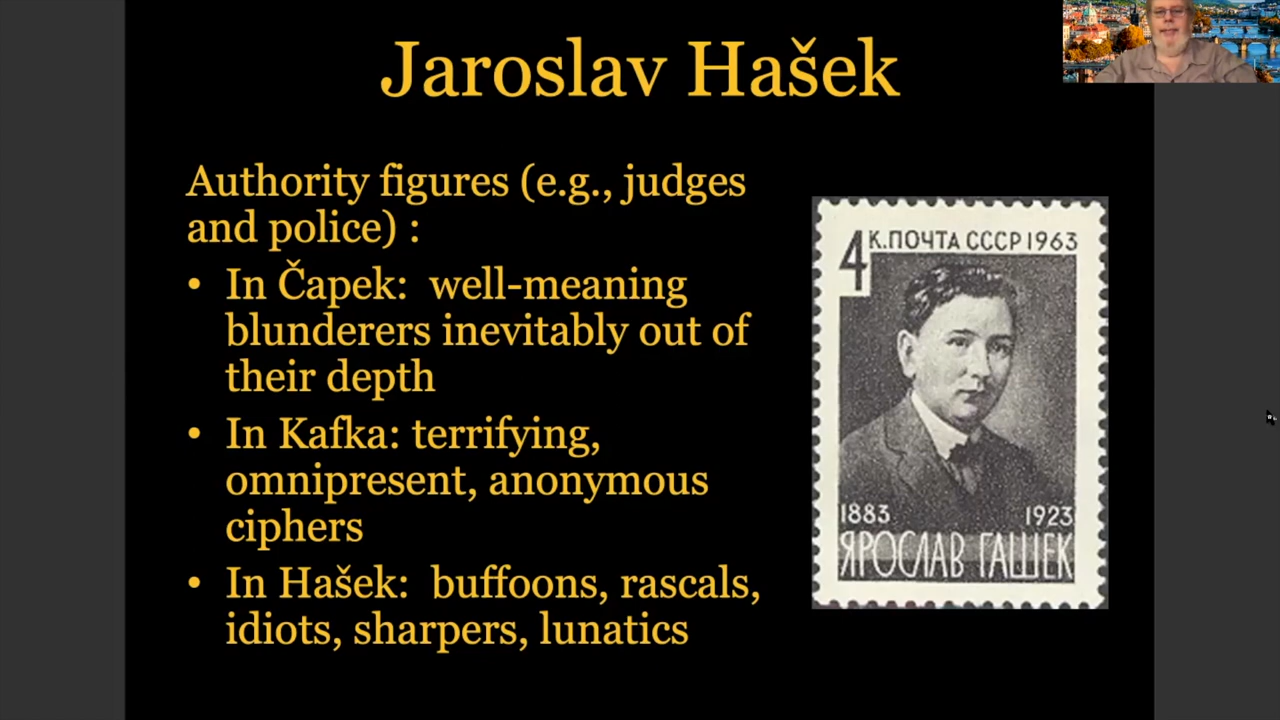 Jaroslav Hašek
Authority figures (e.g., judges
and police) :
• In Čapek:  well-meaning
blunderers inevitably out of
their depth
• In Kafka: terrifying,
omnipresent, anonymous
ciphers
• In Hašek:  buffoons, rascals,
idiots, sharpers, lunatics
4 К.ПОЧТА СССР 1963
1883 1923
ЯРОСЛАВ ГАШЕК